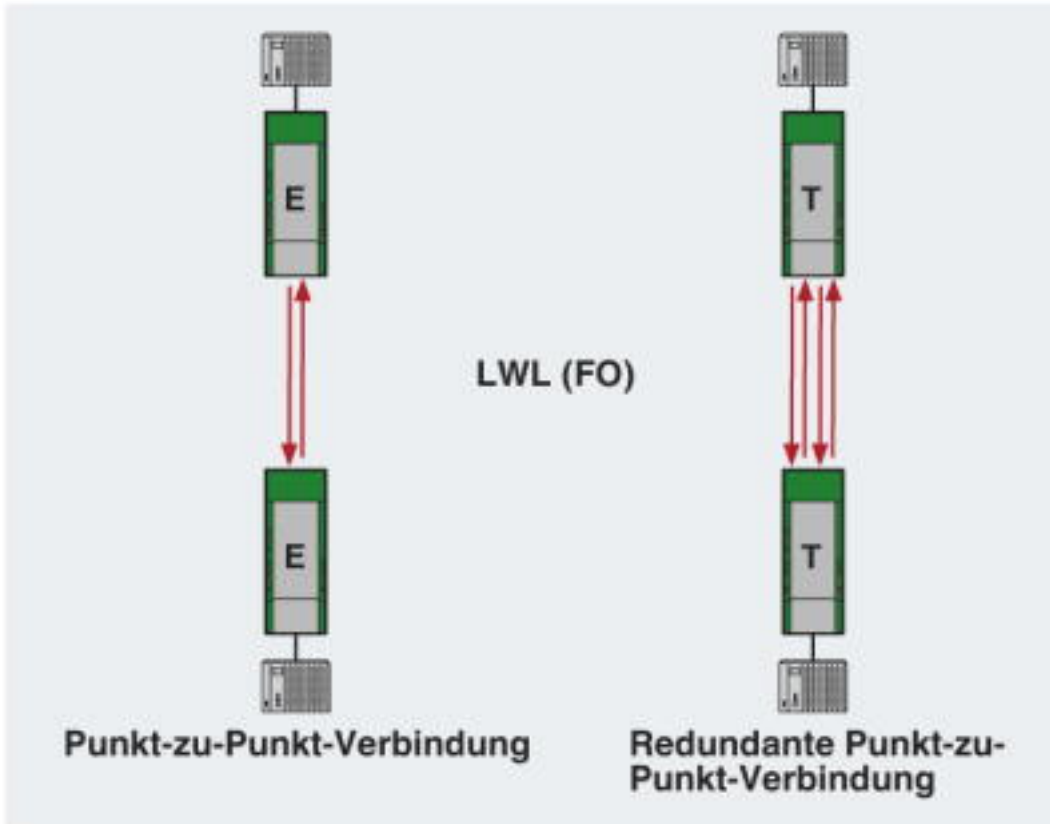 E
T
LWL (FO)
E
T
Punkt-zu-Punkt-Verbindung
Redundante Punkt-zu-
Punkt-Verbindung